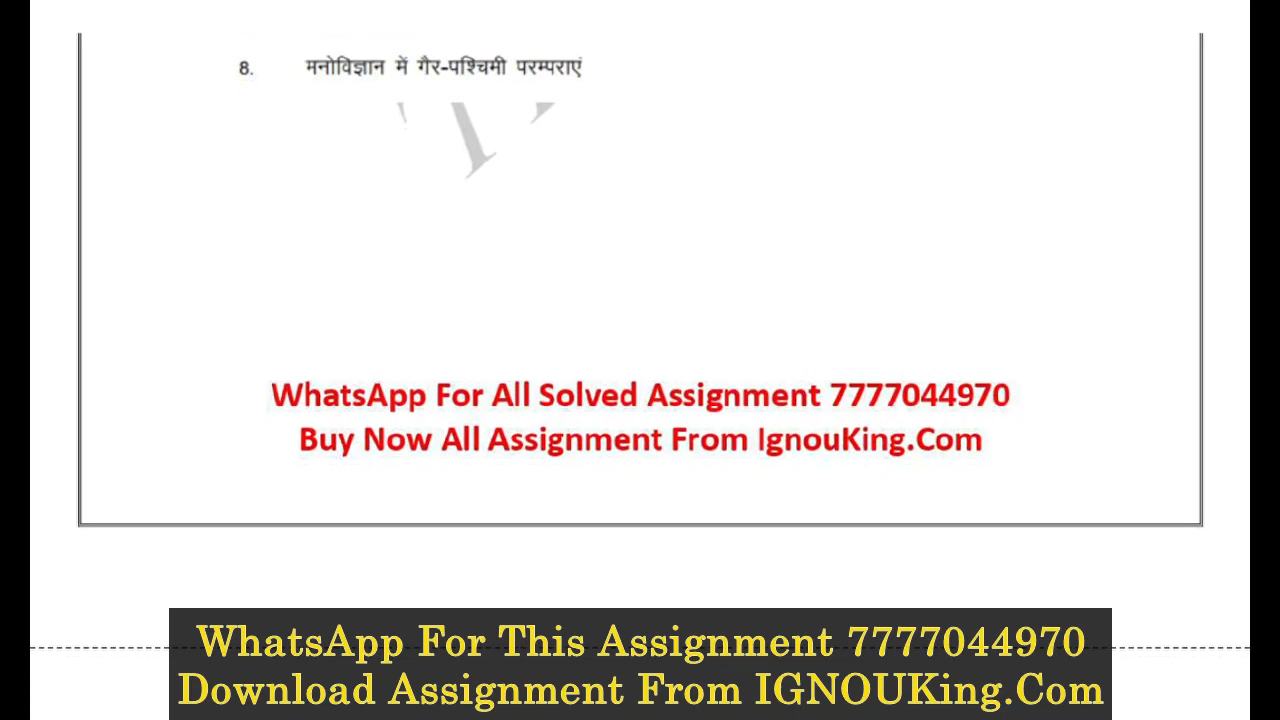 8. मनोविज्ञान में गैर-पश्चिमी परम्पराएं
WhatsApp For All Solved Assignment 7777044970
Buy Now All Assignment From IgnouKing.Com
WhatsApp For This Assignment 7777044970
Download Assignment From IGNOUKing.Com